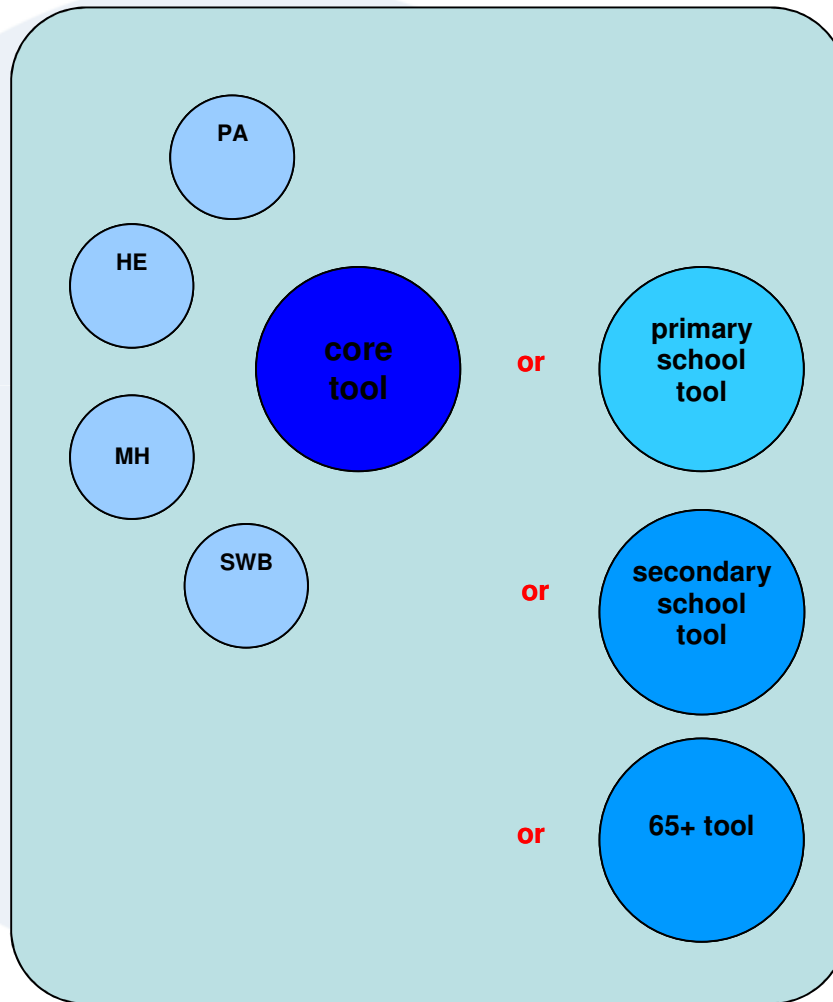 PA
HE
MH
SWB
core
tool
or
primary
school
tool
or
secondary
school
tool
or
65+ tool